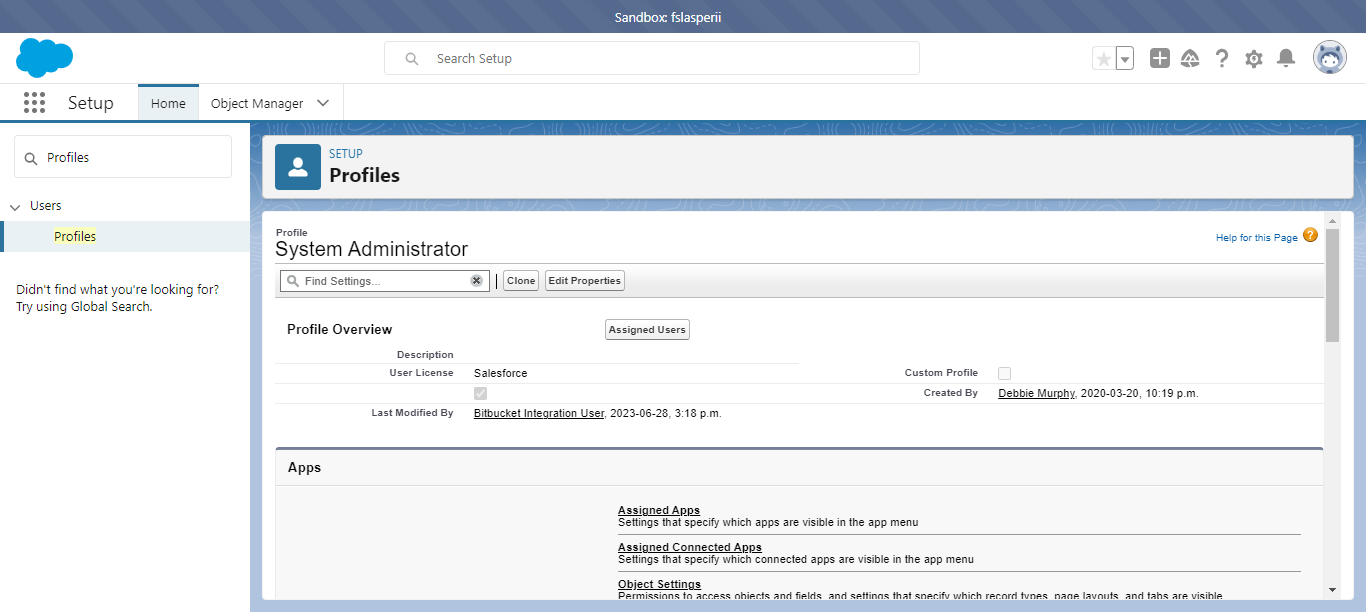 Sandbox: fslasperii
Search Setup
Setup
Home
Object Manager
Profiles
Users
Profiles
Didn't find what you're looking for?
Try using Global Search.
SETUP
Profiles
Profile
System Administrator
Help for this Page
Find Settings...
Clone
Edit Properties
Profile Overview
Assigned Users
Description
User License Salesforce
Custom Profile
Created By Debbie Murphy, 2020-03-20, 10:19 p.m.
Last Modified By Bitbucket Integration User, 2023-06-28, 3:18 p.m.
Apps
Assigned Apps
Settings that specify which apps are visible in the app menu
Assigned Connected Apps
Settings that specify which connected apps are visible in the app menu
Object Settings
Permissions to access objects and fields, and settings that specify which record types, page layouts, and tabs are visible